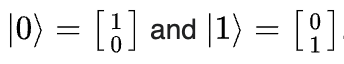 |0⟩ = [1 0] and |1⟩ = [0 1].